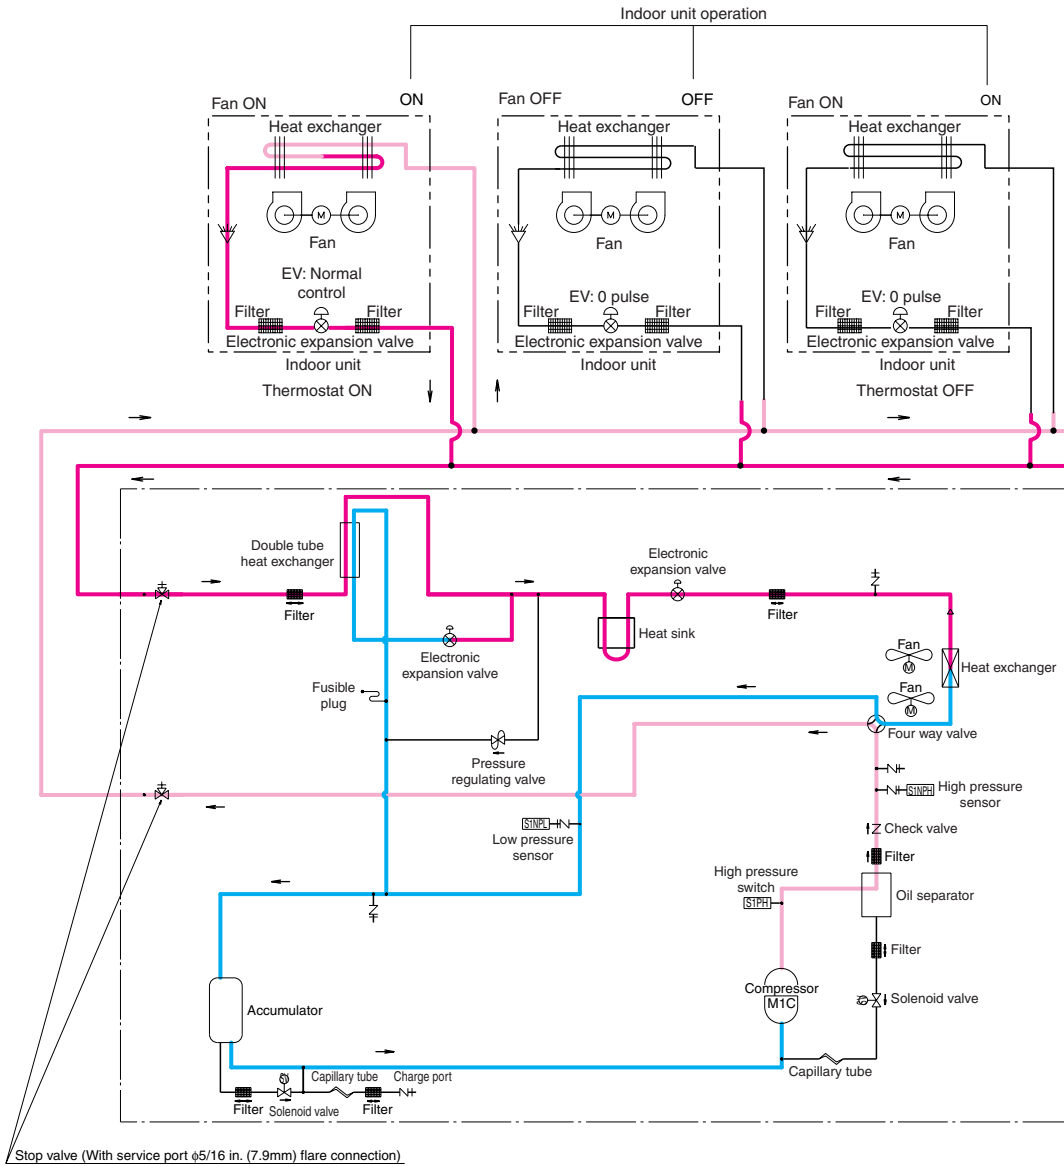 Indoor unit operation
Fan ON
ON
Fan OFF
OFF
Fan ON
ON
Heat exchanger
Heat exchanger
Heat exchanger
M
M
M
Fan
Fan
Fan
EV: Normal
control
EV: 0 pulse
EV: 0 pulse
Filter
Filter
Filter
Filter
Filter
Filter
Electronic expansion valve
Electronic expansion valve
Electronic expansion valve
Indoor unit
Indoor unit
Indoor unit
Thermostat ON
Thermostat OFF
Double tube
heat exchanger
Electronic
expansion valve
Filter
Filter
Heat sink
Electronic
expansion valve
Fan
M
Heat exchanger
Fan
M
Fusible
plug
Four way valve
Pressure
regulating valve
S1NPH
High pressure
sensor
S1NPL
Low pressure
sensor
Check valve
Filter
High pressure
switch
S1PH
Oil separator
Filter
Compressor
M1C
Solenoid valve
Accumulator
Capillary tube
SV
Capillary tube
Charge port
Filter
Solenoid valve
Filter
Stop valve (With service port ϕ5/16 in. (7.9mm) flare connection)